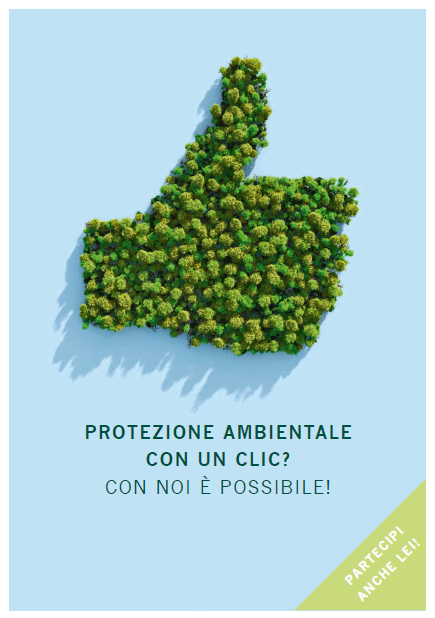 PROTEZIONE AMBIENTALE
CON UN CLIC?
CON NOI È POSSIBILE!
PARTECIPI
ANCHE LEI!